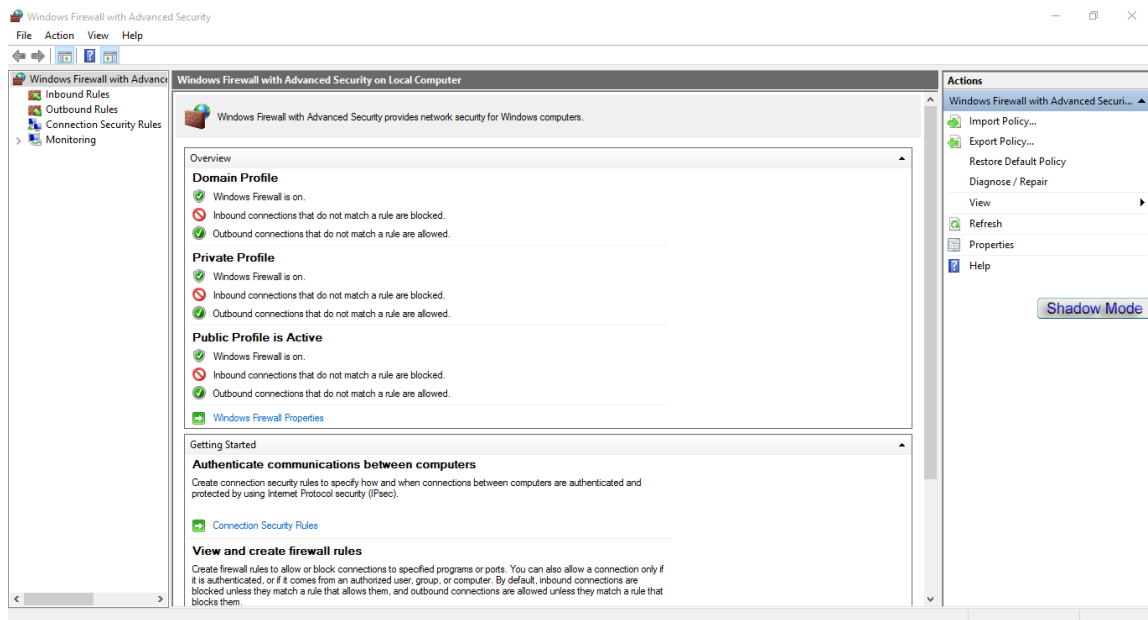 Windows Firewall with Advanced Security
File Action View Help
Windows Firewall with Advance
Inbound Rules
Outbound Rules
Connection Security Rules
Monitoring
Windows Firewall with Advanced Security on Local Computer
Windows Firewall with Advanced Security provides network security for Windows computers.
Overview
Domain Profile
Windows Firewall is on.
Inbound connections that do not match a rule are blocked.
Outbound connections that do not match a rule are allowed.
Private Profile
Windows Firewall is on.
Inbound connections that do not match a rule are blocked.
Outbound connections that do not match a rule are allowed.
Public Profile is Active
Windows Firewall is on.
Inbound connections that do not match a rule are blocked.
Outbound connections that do not match a rule are allowed.
Windows Firewall Properties
Getting Started
Authenticate communications between computers
Create connection security rules to specify how and when connections between computers are authenticated and
protected by using Internet Protocol security (IPsec).
Connection Security Rules
View and create firewall rules
Create firewall rules to allow or block connections to specified programs or ports. You can also allow a connection only if
it is authenticated, or if it comes from an authorized user, group, or computer. By default, inbound connections are
blocked unless they match a rule that allows them, and outbound connections are allowed unless they match a rule that
blocks them.
Actions
Windows Firewall with Advanced Securi...
Import Policy...
Export Policy...
Restore Default Policy
Diagnose / Repair
View
Refresh
Properties
Help
Shadow Mode